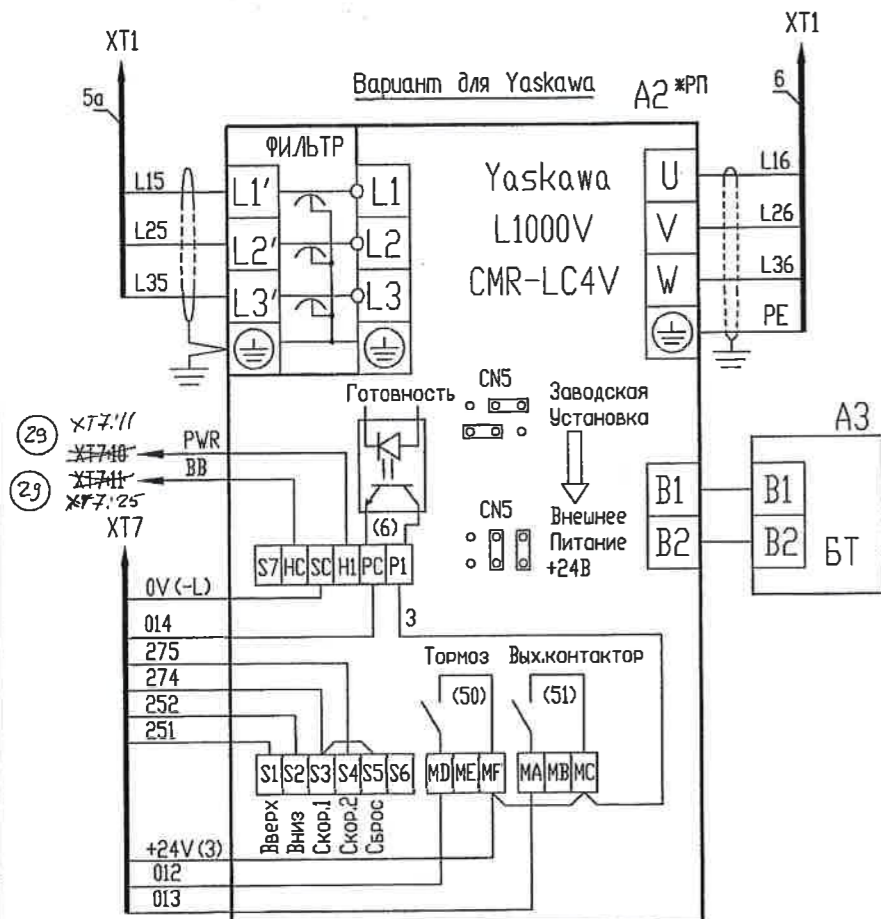 XT1
XT1
5а
6
Вариант для Yaskawa
A2 *РП
ФИЛЬТР
L15
L1'
L1
Yaskawa
U
L16
L25
L2'
L2
L1000V
V
L26
L35
L3'
L3
CMR-LC4V
W
L36
PE
Готовность
CN5
Заводская
Установка
A3
29
XT7:11
XT7:10
PWR
29
XT7:11
BB
XT7:25
XT7
(6)
CN5
Внешнее
Питание
+24В
B1
B1
B2
B2
БТ
S7 HC SC H1 PC P1
0V (-L)
014
3
275
Тормоз
Вых.контактор
274
(50)
(51)
252
251
S1 S2 S3 S4 S5 S6
MD ME MF
MA MB MC
Вверх
Вниз
Скор.1
Скор.2
Сброс
+24V (3)
012
013